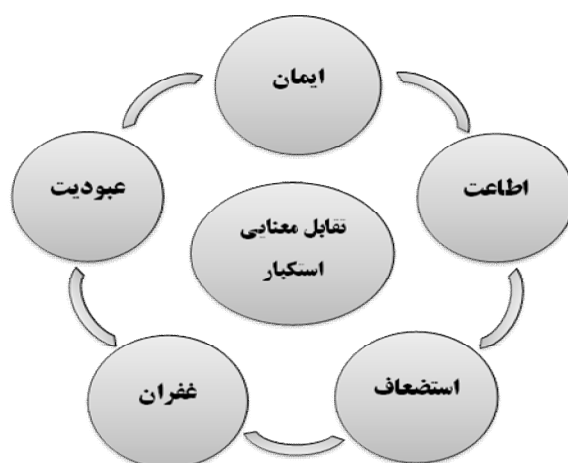 ایمان
اطاعت
عبودیت
تقابل معنایی
استکبار
استضعاف
غفران